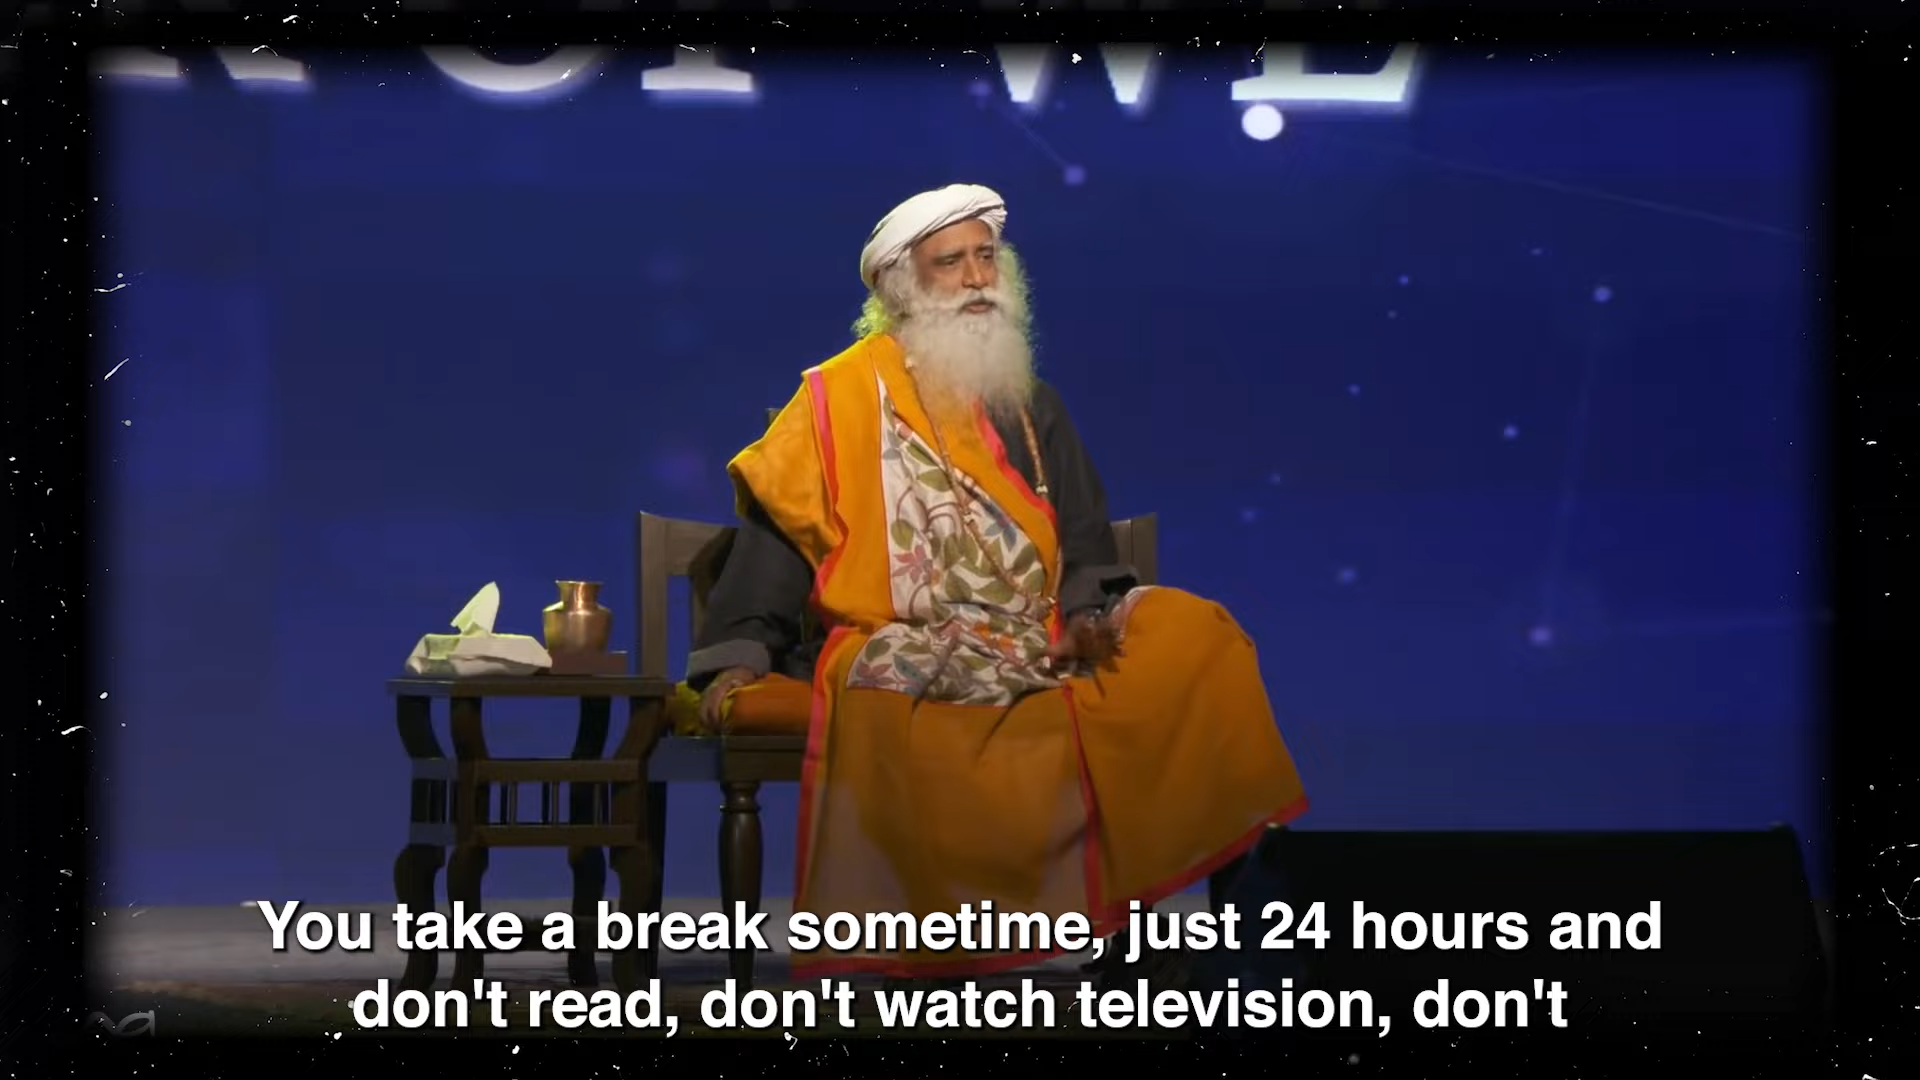 You take a break sometime, just 24 hours and
don't read, don't watch television, don't